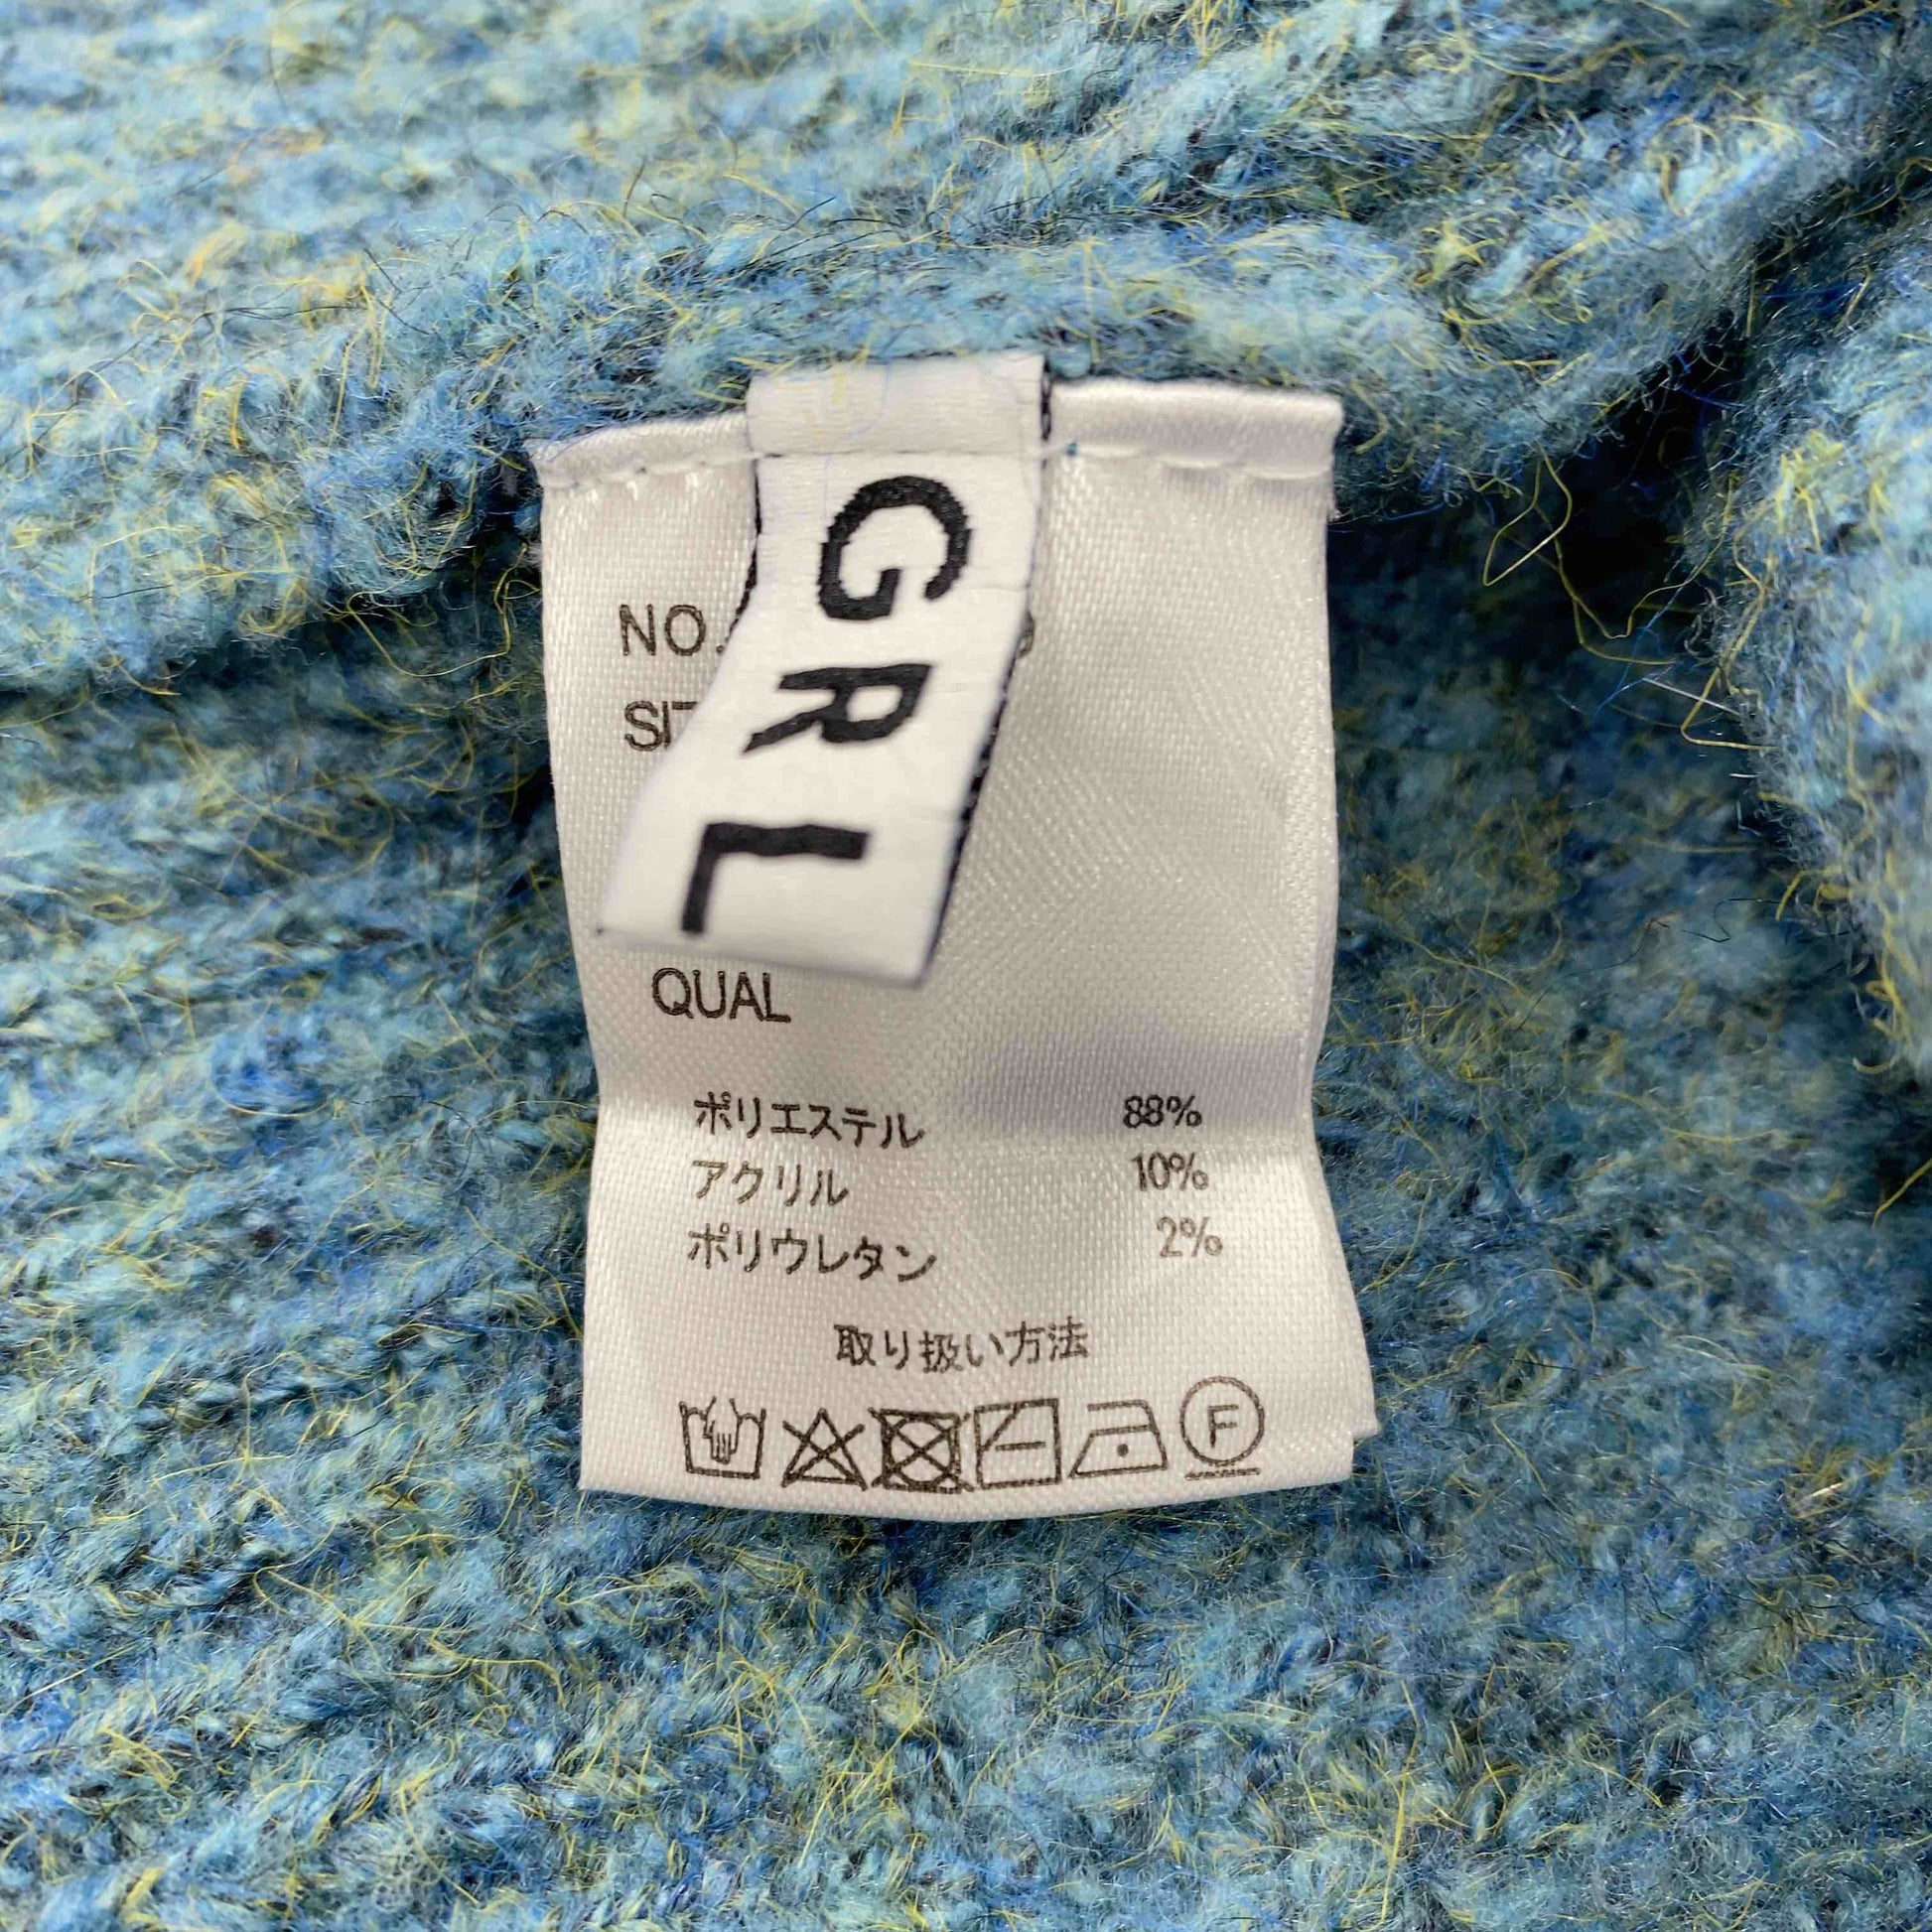 GRL
NO.
QUAL
ポリエステル 88%
アクリル 10%
ポリウレタン 2%
取り扱い方法
F